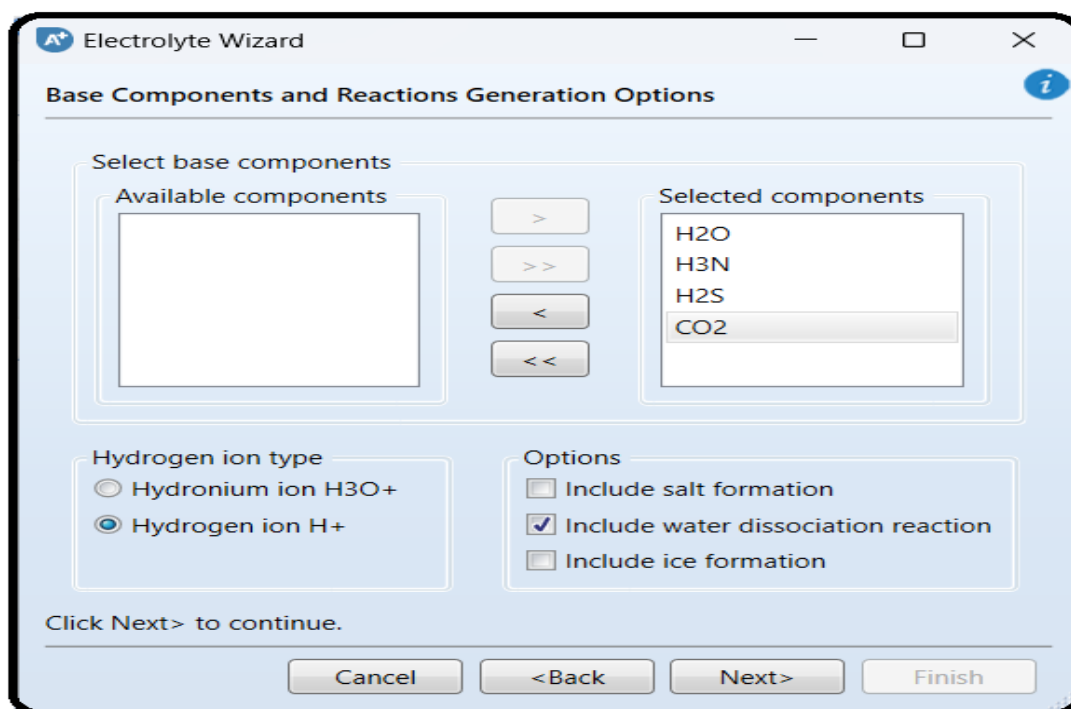 A+ Electrolyte Wizard
Base Components and Reactions Generation Options
i
Select base components
Available components
Selected components
>
>>
<
<<
H2O
H3N
H2S
CO2
Hydrogen ion type
Hydronium ion H3O+
Hydrogen ion H+
Options
Include salt formation
Include water dissociation reaction
Include ice formation
Click Next> to continue.
Cancel <Back Next> Finish